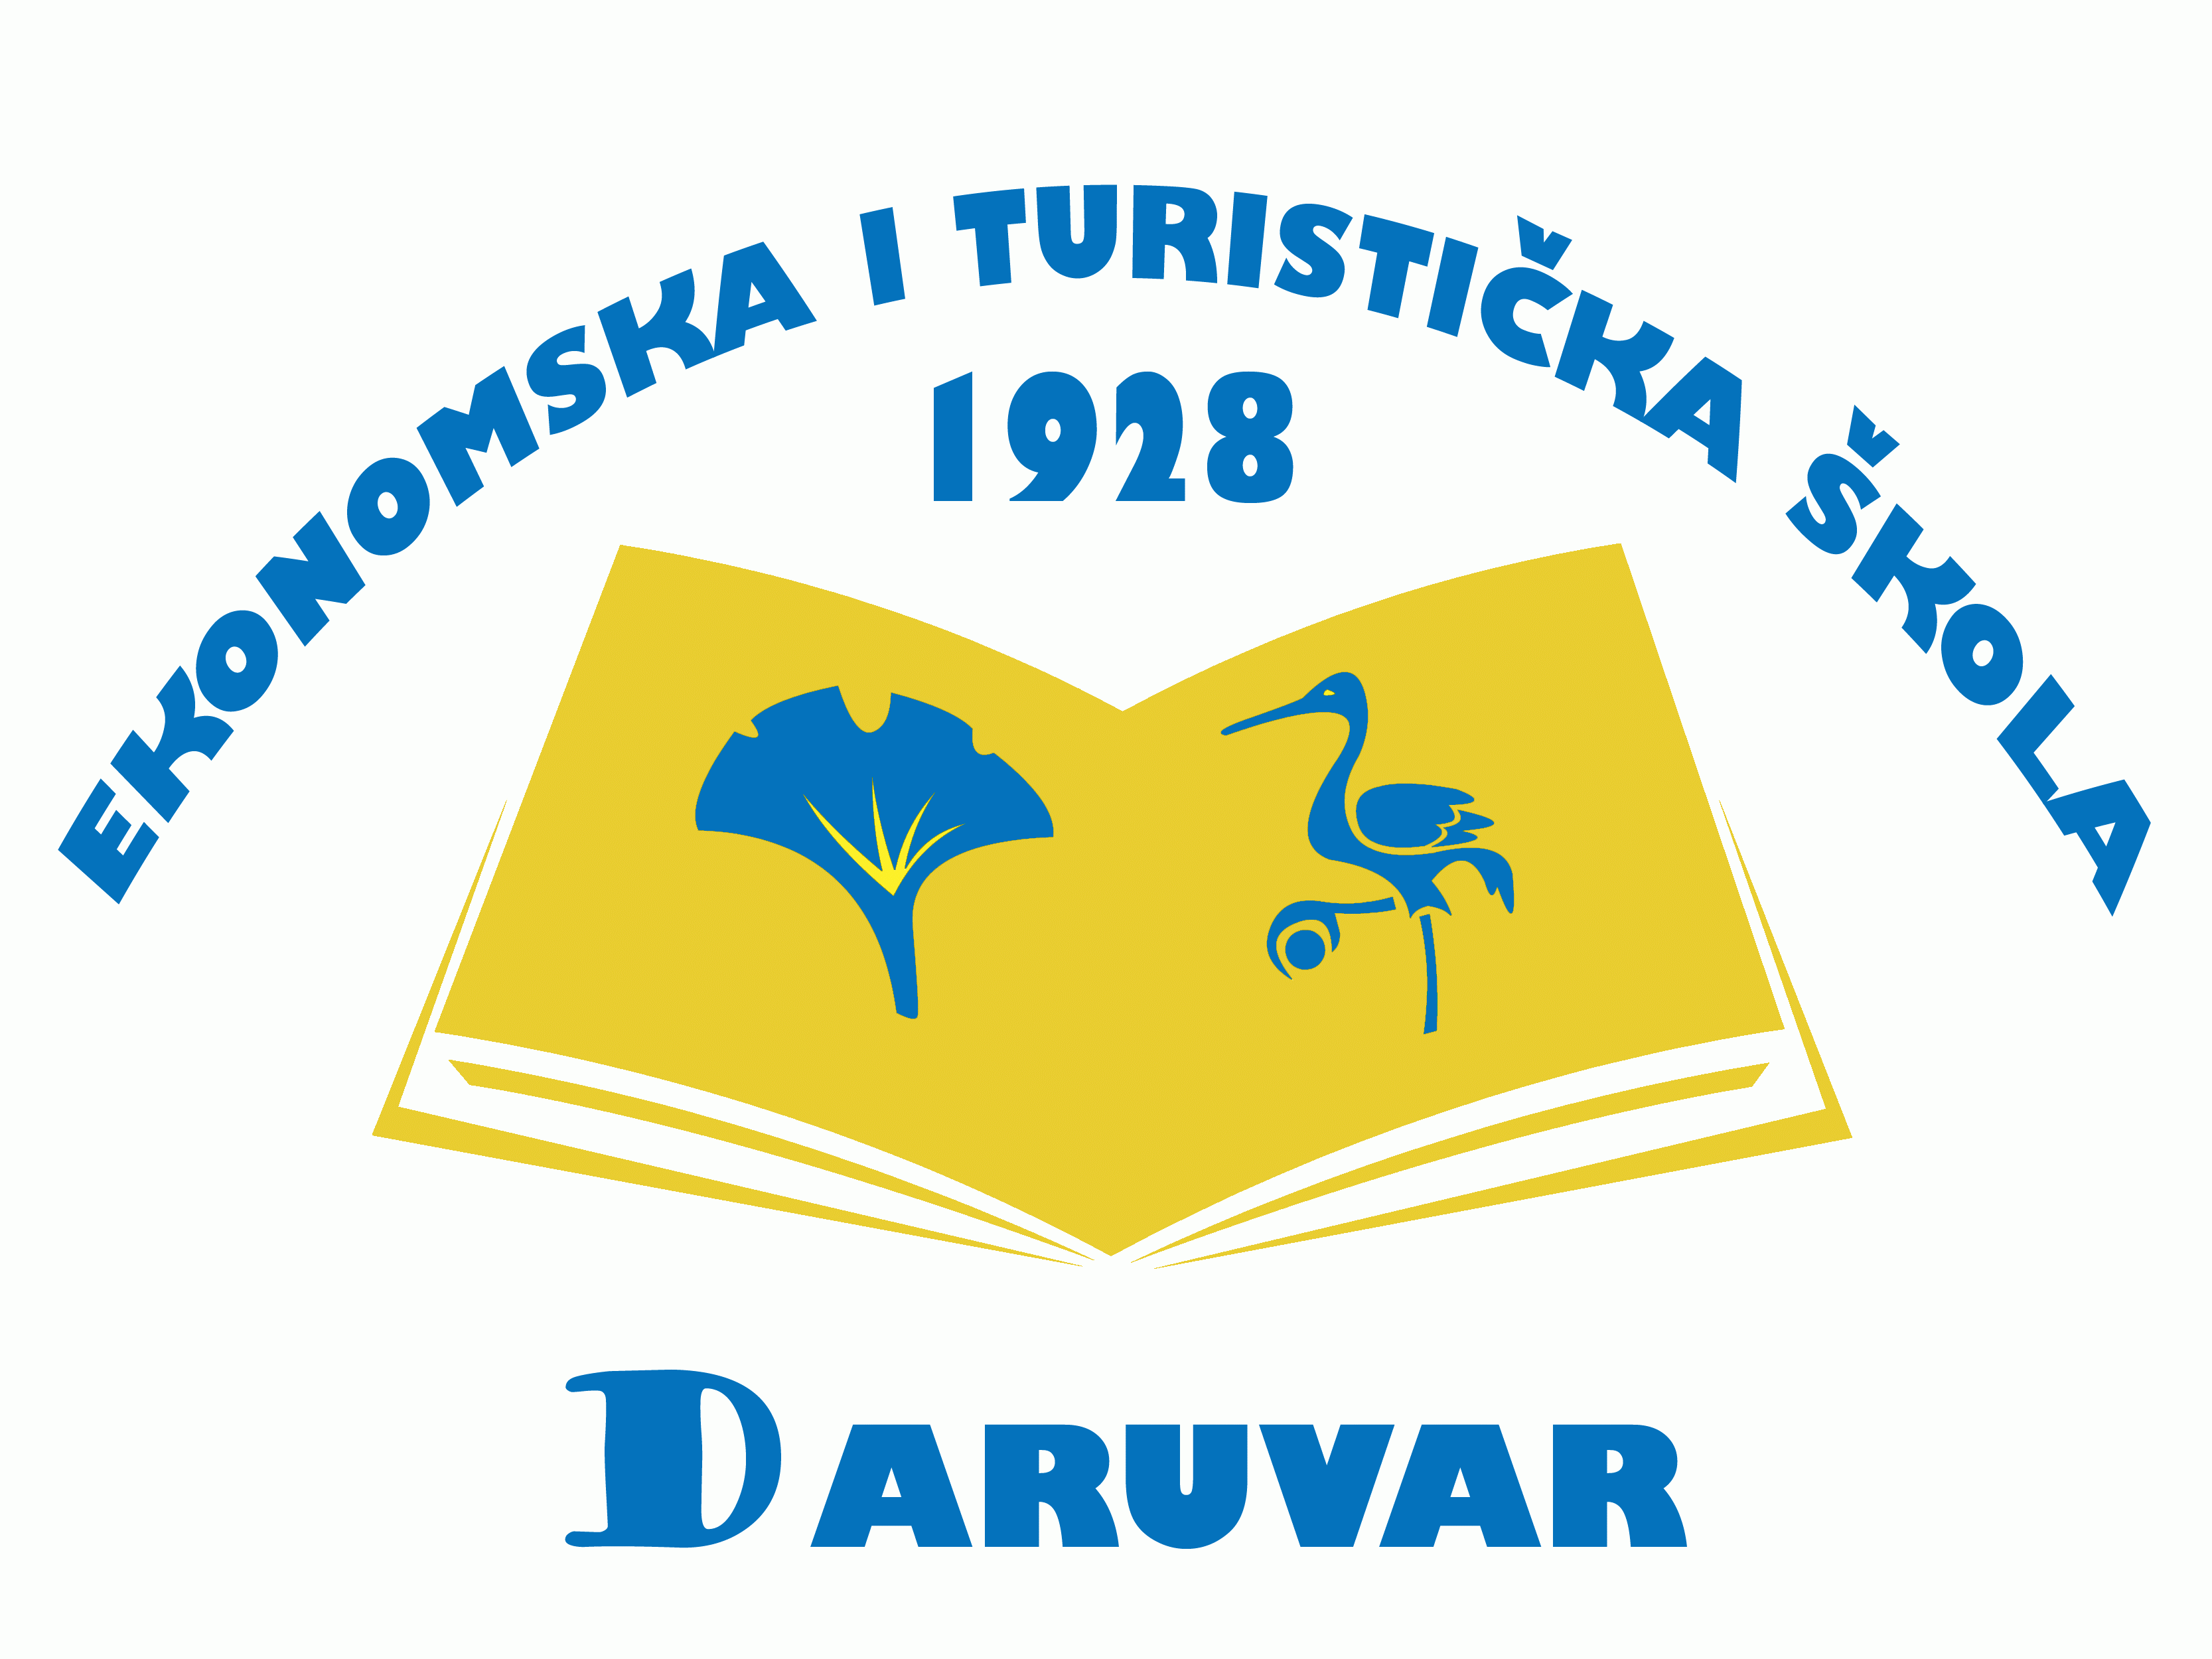 EKONOMSKA I TURISTIČKA ŠKOLA
1928
DARUVAR